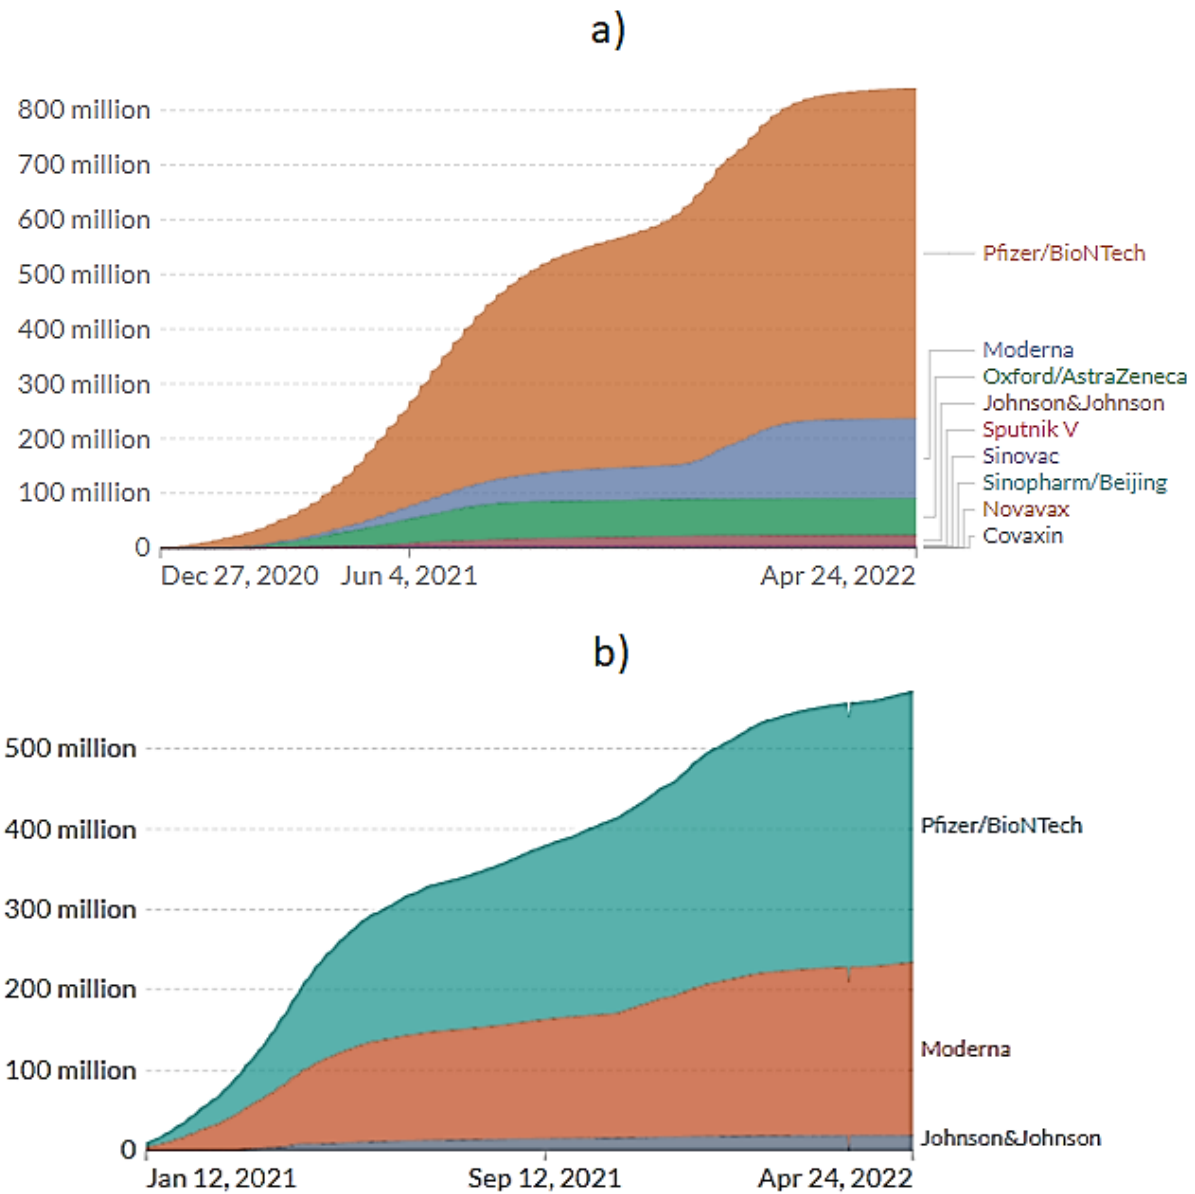 a)
800 million
700 million
600 million
500 million
400 million
300 million
200 million
100 million
0
Pfizer/BioNTech
Moderna
Oxford/AstraZeneca
Johnson&Johnson
Sputnik V
Sinovac
Sinopharm/Beijing
Novavax
Covaxin
Dec 27, 2020 Jun 4, 2021 Apr 24, 2022
b)
500 million
400 million
300 million
200 million
100 million
0
Pfizer/BioNTech
Moderna
Johnson&Johnson
Jan 12, 2021 Sep 12, 2021 Apr 24, 2022